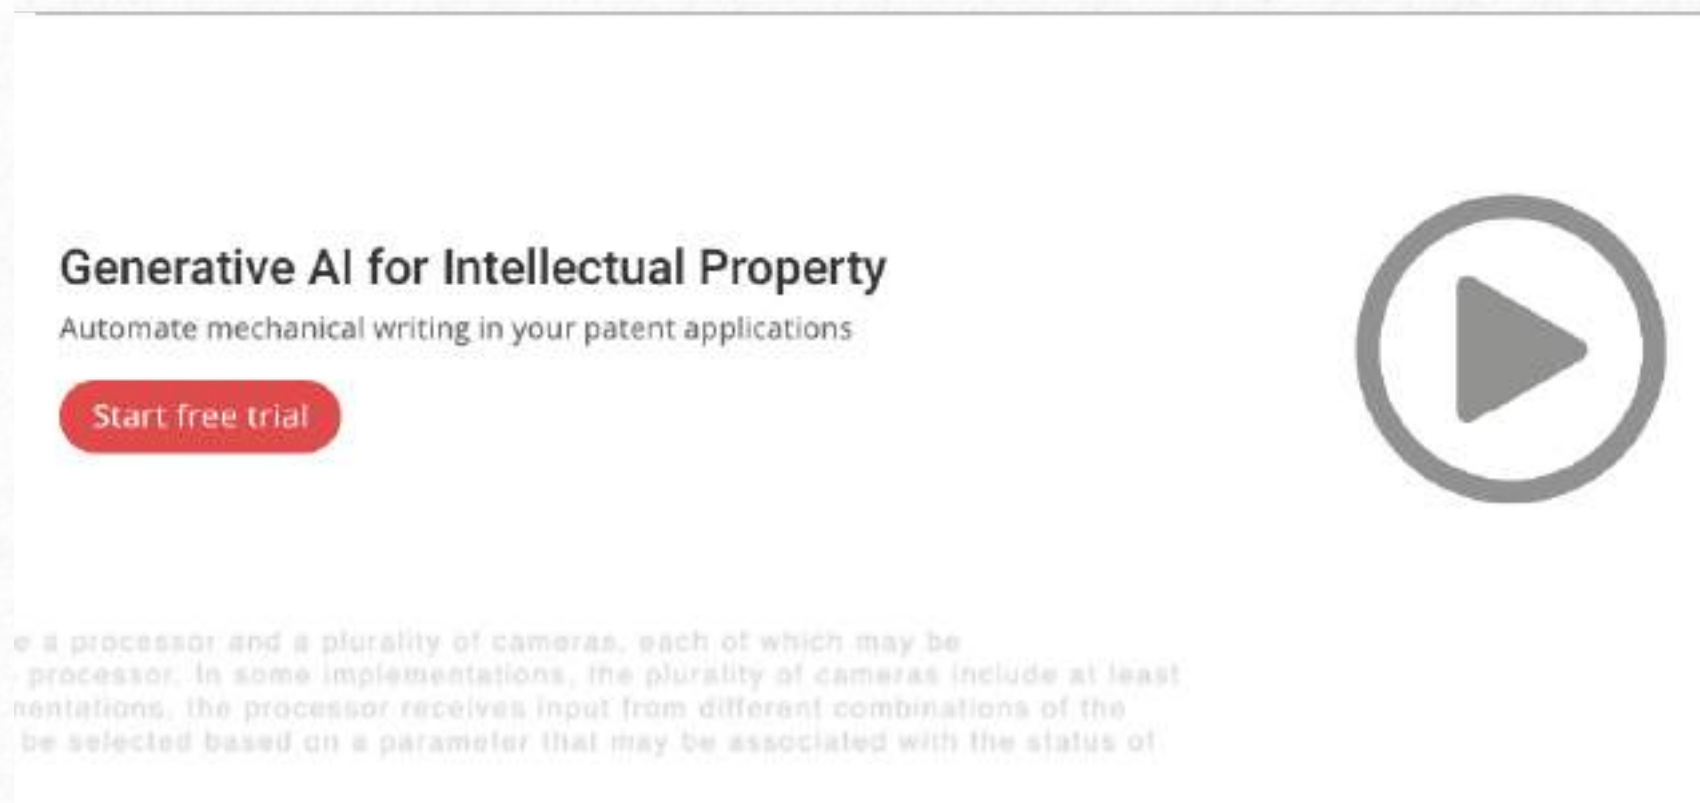 Generative AI for Intellectual Property
Automate mechanical writing in your patent applications
Start free trial
e a processor and a plurality of cameras, each of which may be
processor. In some implementations, the plurality of cameras include at least
mentations, the processor receives input from different combinations of the
be selected based on a parameter that may be associated with the status of